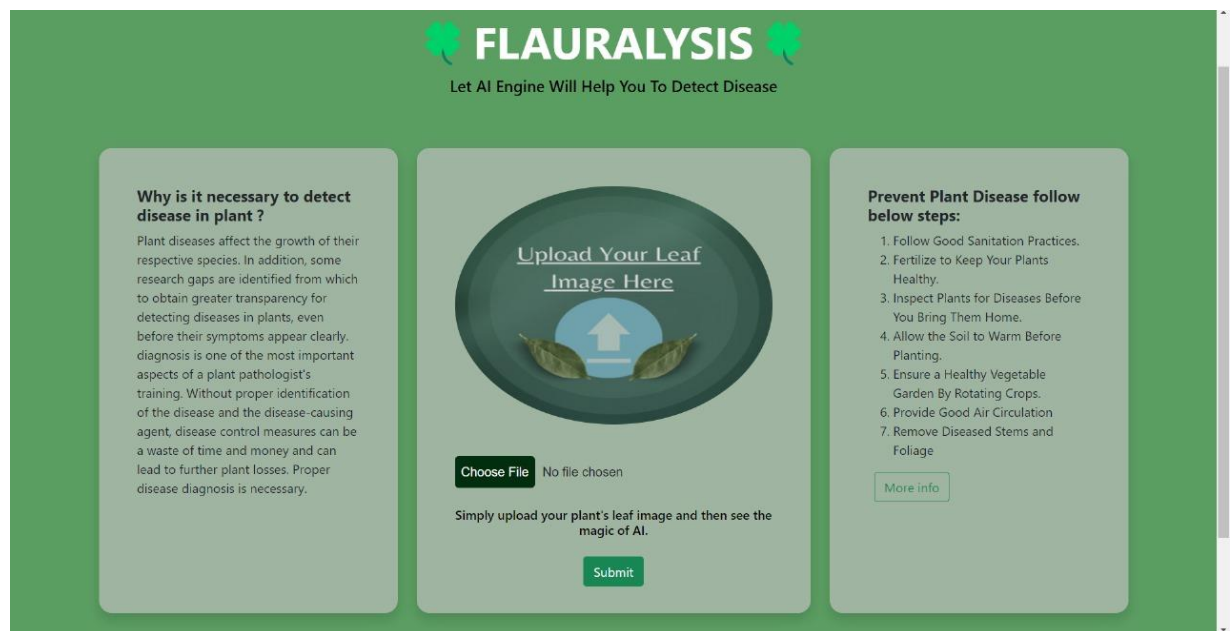 FLAURALYSIS
Let AI Engine Will Help You To Detect Disease
Why is it necessary to detect
disease in plant ?
Plant diseases affect the growth of their
respective species. In addition, some
research gaps are identified from which
to obtain greater transparency for
detecting diseases in plants, even
before their symptoms appear clearly.
diagnosis is one of the most important
aspects of a plant pathologist's
training. Without proper identification
of the disease and the disease-causing
agent, disease control measures can be
a waste of time and money and can
lead to further plant losses. Proper
disease diagnosis is necessary.
Upload Your Leaf
Image Here
Choose File No file chosen
Simply upload your plant's leaf image and then see the
magic of AI.
Submit
Prevent Plant Disease follow
below steps:
1. Follow Good Sanitation Practices.
2. Fertilize to Keep Your Plants
Healthy.
3. Inspect Plants for Diseases Before
You Bring Them Home.
4. Allow the Soil to Warm Before
Planting.
5. Ensure a Healthy Vegetable
Garden By Rotating Crops.
6. Provide Good Air Circulation
7. Remove Diseased Stems and
Foliage
More info